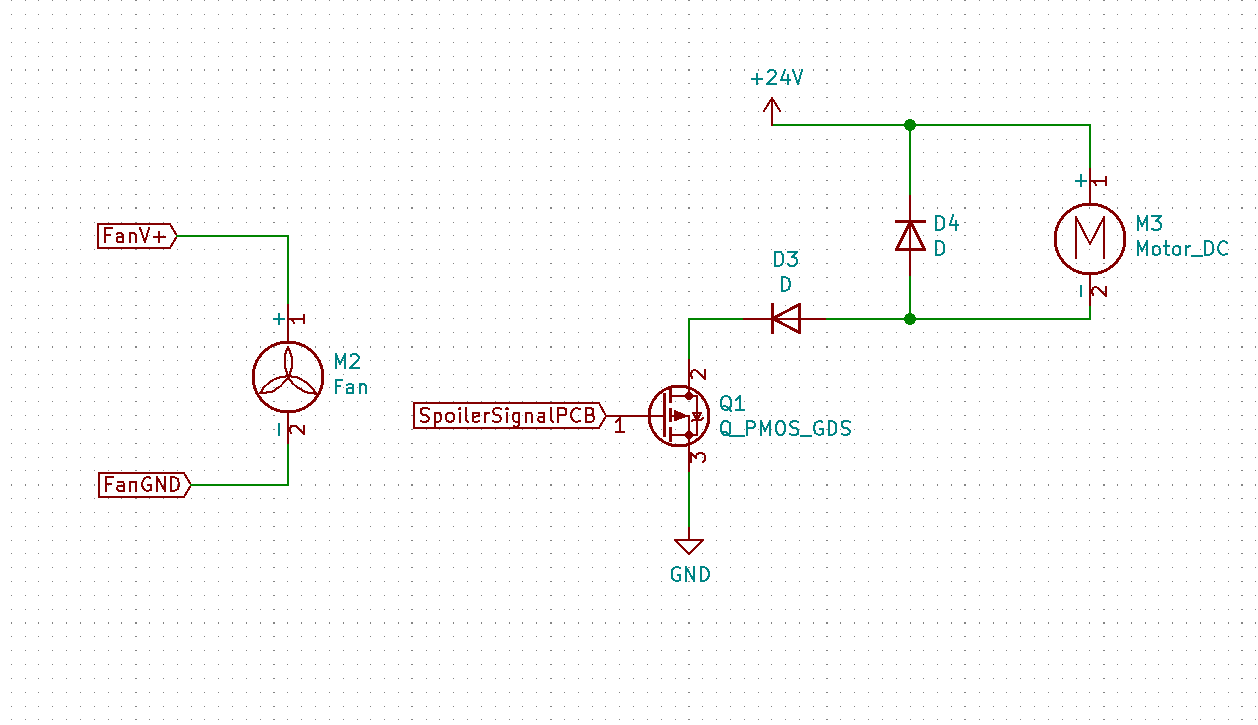 +24V
+ 1
M3
Motor_DC
- 2
M
D4
D
D3
D
FanV+
+ 1
M2
Fan
- 2
FanGND
2
SpoilerSignalPCB
1
Q1
Q_PMOS_GDS
3
GND